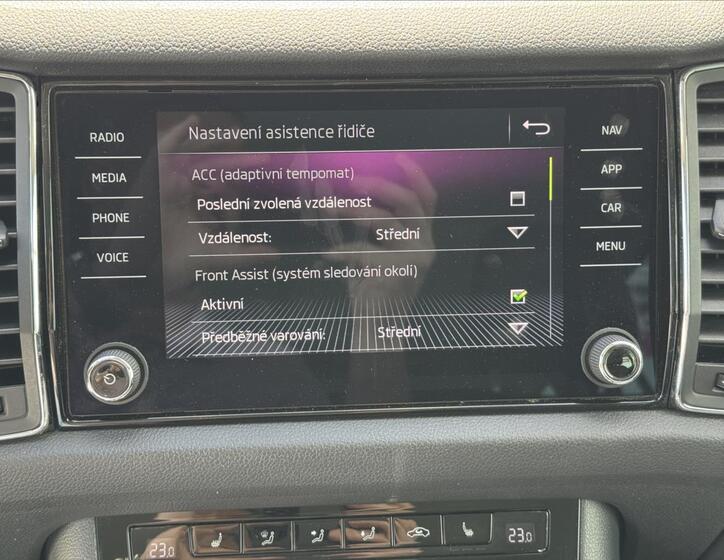 RADIO
MEDIA
PHONE
VOICE
Nastavení asistence řidiče
ACC (adaptivní tempomat)
Poslední zvolená vzdálenost
Vzdálenost: Střední
Front Assist (systém sledování okolí)
Aktivní
Předběžné varování: Střední
NAV
APP
CAR
MENU
23.0
23.0